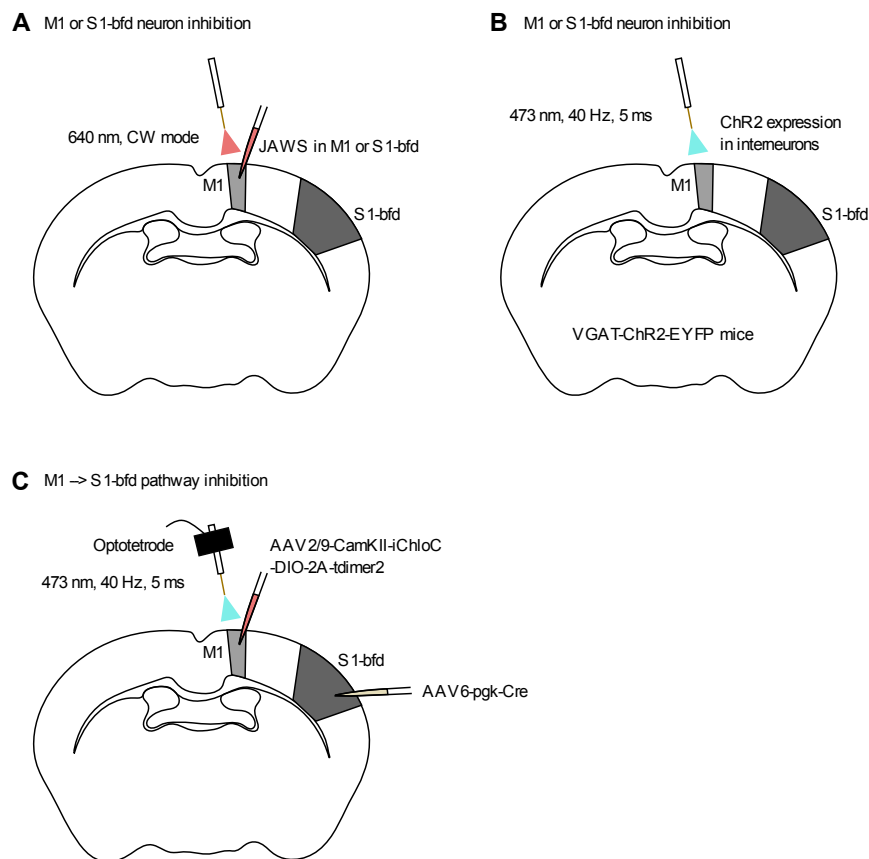 A M1 or S1-bfd neuron inhibition
640 nm, CW mode
JAWS in M1 or S1-bfd
M1
S1-bfd
B M1 or S1-bfd neuron inhibition
473 nm, 40 Hz, 5 ms
ChR2 expression
in interneurons
M1
S1-bfd
VGAT-ChR2-EYFP mice
C M1 –> S1-bfd pathway inhibition
Optotetrode
473 nm, 40 Hz, 5 ms
AAV2/9-CamKII-iChloC
-DIO-2A-tdimer2
M1
S1-bfd
AAV6-pgk-Cre